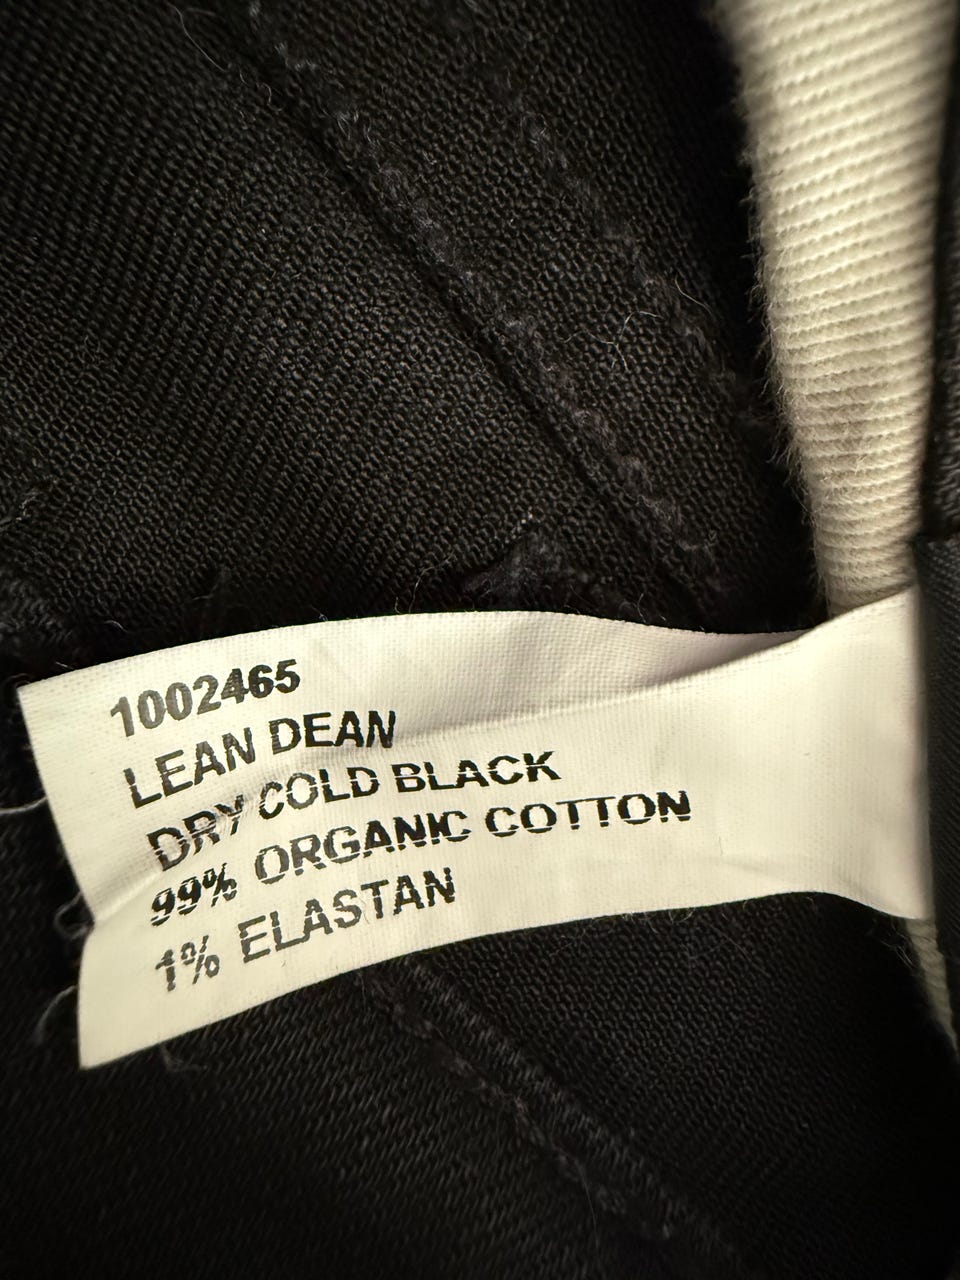 1002465
LEAN DEAN
DRY COLD BLACK
99% ORGANIC COTTON
1% ELASTAN